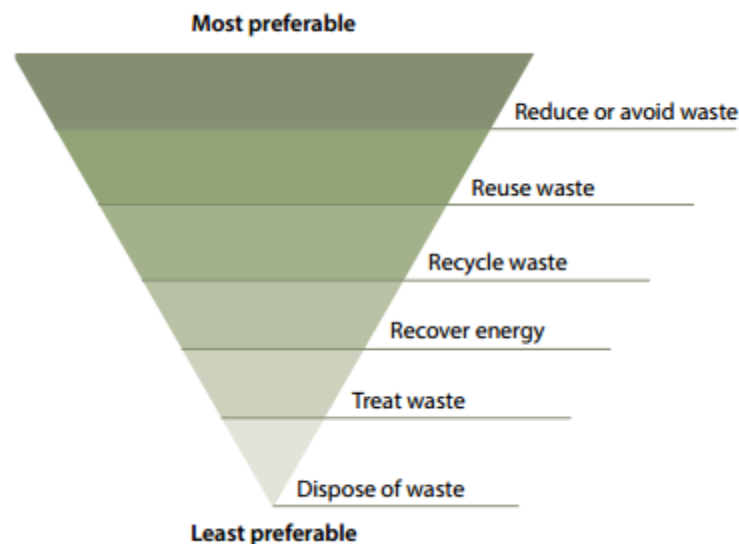 Most preferable
Reduce or avoid waste
Reuse waste
Recycle waste
Recover energy
Treat waste
Dispose of waste
Least preferable